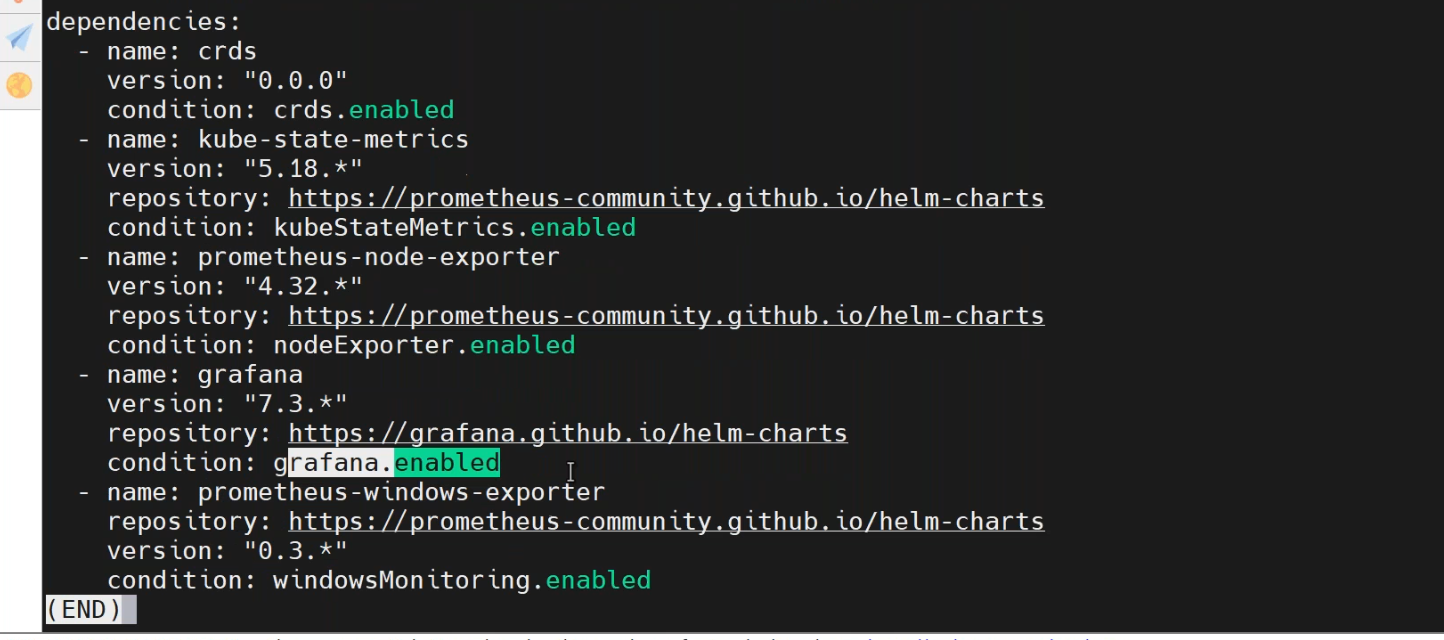 dependencies:
  - name: crds
    version: "0.0.0"
    condition: crds.enabled
  - name: kube-state-metrics
    version: "5.18.*"
    repository: https://prometheus-community.github.io/helm-charts
    condition: kubeStateMetrics.enabled
  - name: prometheus-node-exporter
    version: "4.32.*"
    repository: https://prometheus-community.github.io/helm-charts
    condition: nodeExporter.enabled
  - name: grafana
    version: "7.3.*"
    repository: https://grafana.github.io/helm-charts
    condition: grafana.enabled
  - name: prometheus-windows-exporter
    repository: https://prometheus-community.github.io/helm-charts
    version: "0.3.*"
    condition: windowsMonitoring.enabled
(END)